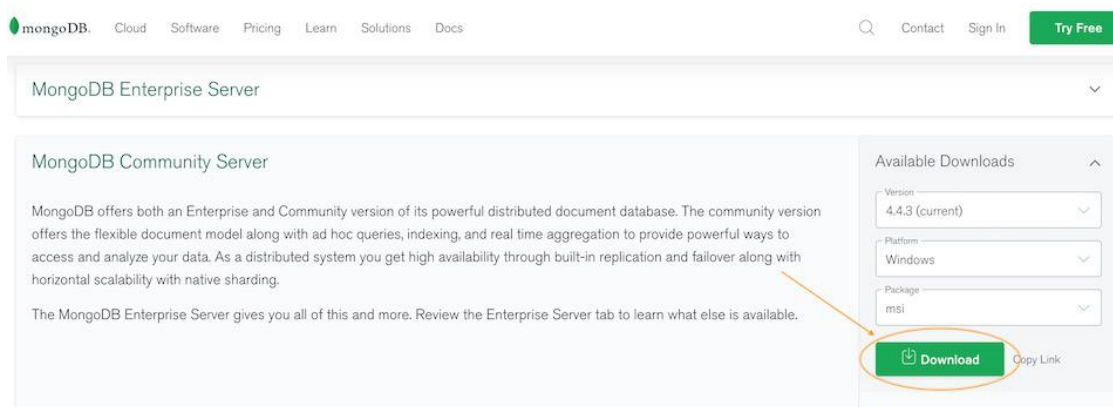 mongoDB. Cloud Software Pricing Learn Solutions Docs Contact Sign In Try Free
MongoDB Enterprise Server
MongoDB Community Server
MongoDB offers both an Enterprise and Community version of its powerful distributed document database. The community version
offers the flexible document model along with ad hoc queries, indexing, and real time aggregation to provide powerful ways to
access and analyze your data. As a distributed system you get high availability through built-in replication and failover along with
horizontal scalability with native sharding.
The MongoDB Enterprise Server gives you all of this and more. Review the Enterprise Server tab to learn what else is available.
Available Downloads
Version
4.4.3 (current)
Platform
Windows
Package
msi
Download Copy Link